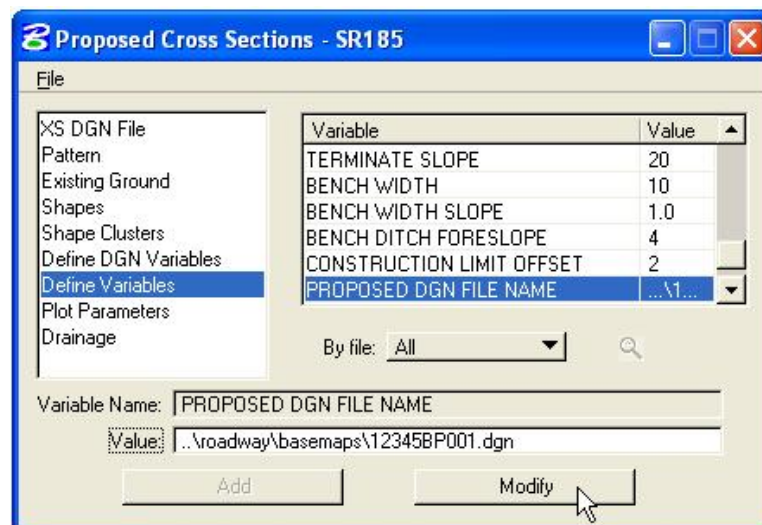 Proposed Cross Sections - SR185
File
XS DGN File
Pattern
Existing Ground
Shapes
Shape Clusters
Define DGN Variables
Define Variables
Plot Parameters
Drainage
Variable Value
TERMINATE SLOPE 20
BENCH WIDTH 10
BENCH WIDTH SLOPE 1.0
BENCH DITCH FORESLOPE 4
CONSTRUCTION LIMIT OFFSET 2
PROPOSED DGN FILE NAME ...\1...
By file: All
Variable Name: PROPOSED DGN FILE NAME
Value: ..\roadway\basemaps\12345BP001.dgn
Add Modify